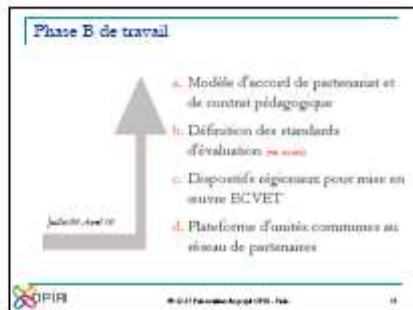 Phase B de travail
a. Modèle d'accord de partenariat et
de contrat pédagogique
b. Définition des standards
d'évaluation
c. Dispositifs régionaux pour mise en
œuvre ECVET
d. Plateforme d'unités communes au
réseau de partenaires
OPIR